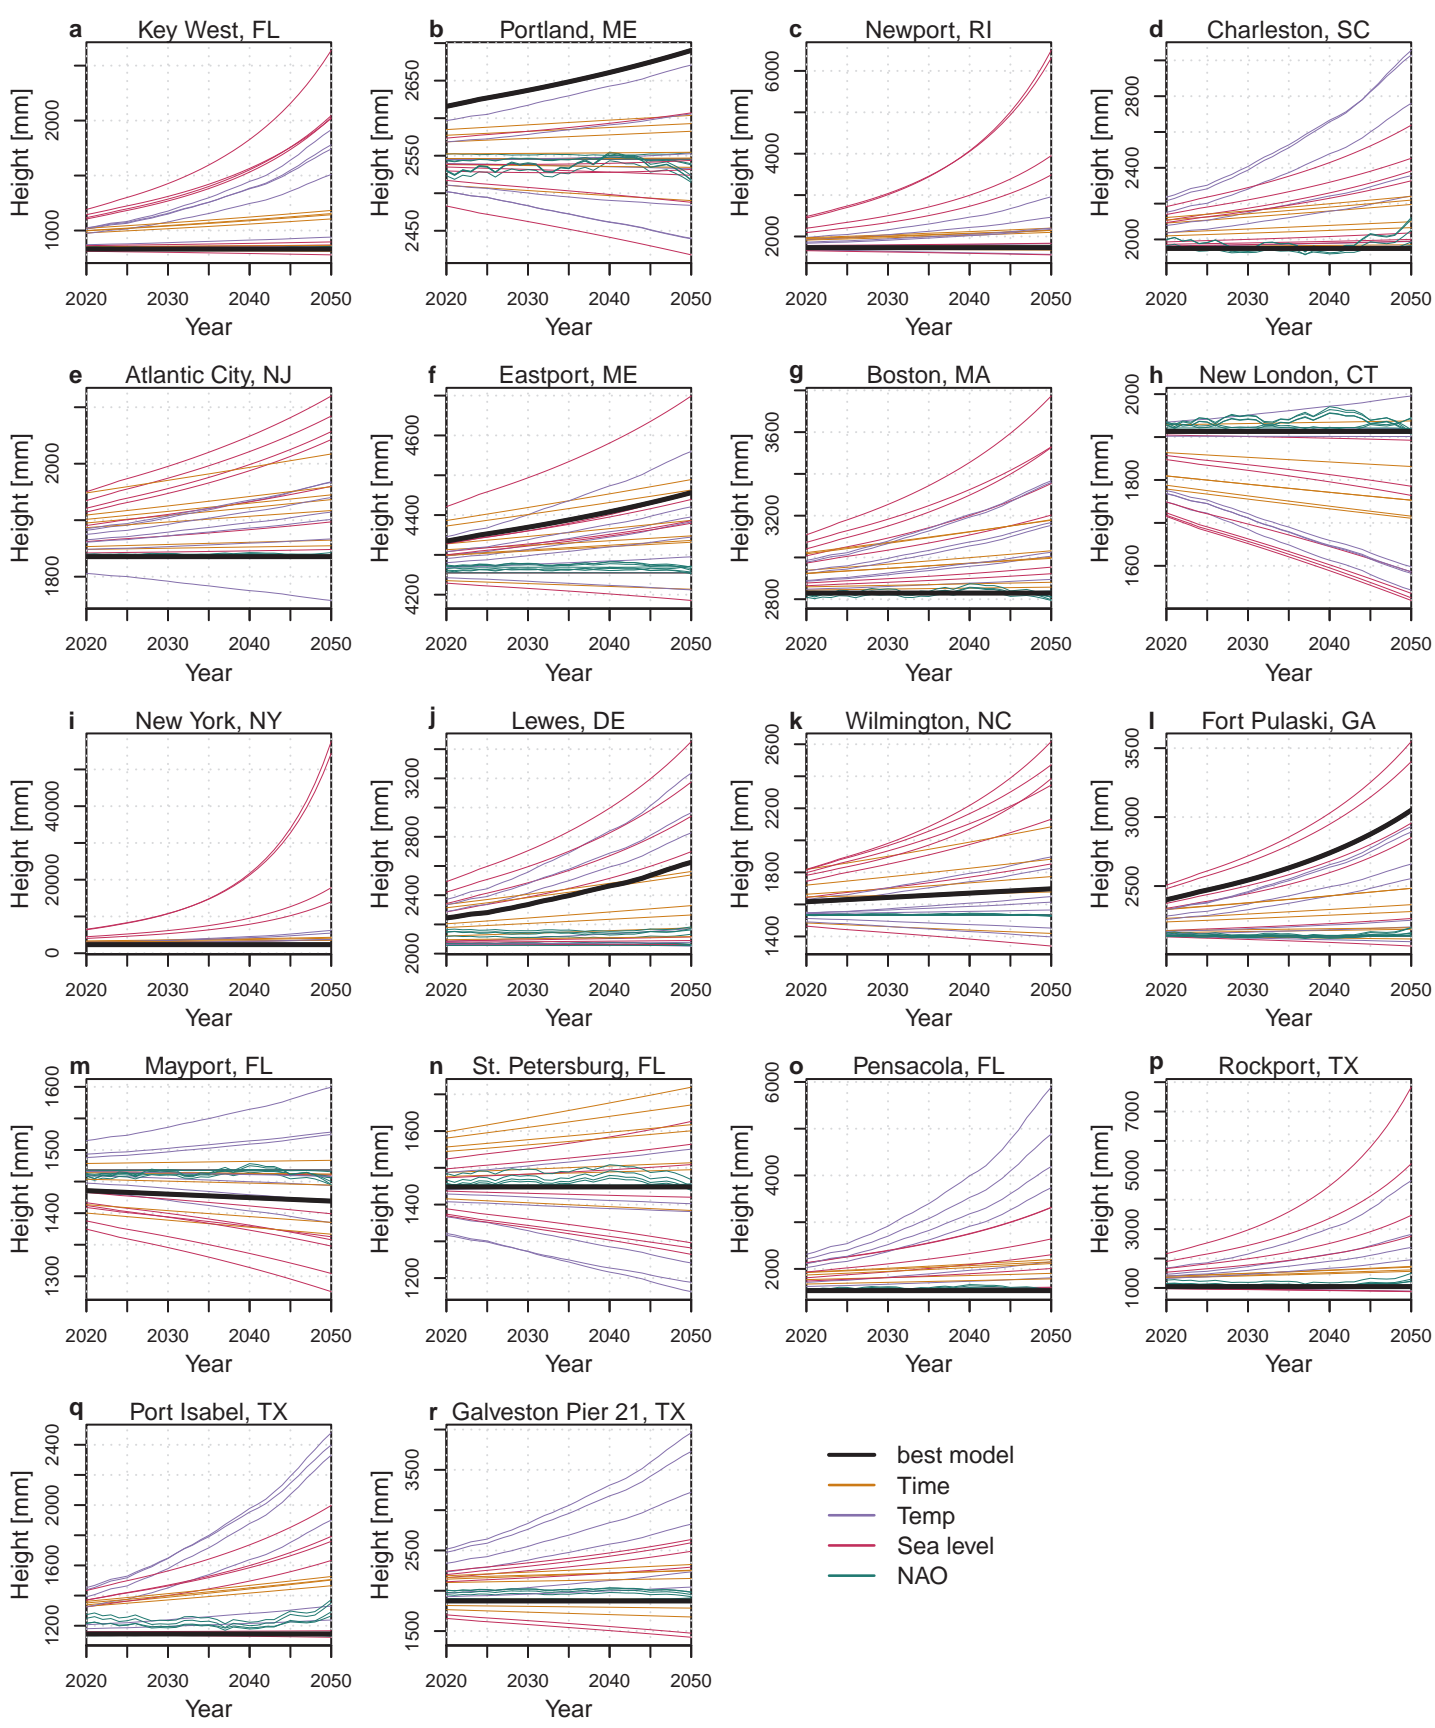 a Key West, FL
Height [mm]
1000 2000
2020 2030 2040 2050
Year
b Portland, ME
Height [mm]
2450 2550 2650
2020 2030 2040 2050
Year
c Newport, RI
Height [mm]
2000 4000 6000
2020 2030 2040 2050
Year
d Charleston, SC
Height [mm]
2000 2400 2800
2020 2030 2040 2050
Year
e Atlantic City, NJ
Height [mm]
1800 2000
2020 2030 2040 2050
Year
f Eastport, ME
Height [mm]
4200 4400 4600
2020 2030 2040 2050
Year
g Boston, MA
Height [mm]
2800 3200 3600
2020 2030 2040 2050
Year
h New London, CT
Height [mm]
1600 1800 2000
2020 2030 2040 2050
Year
i New York, NY
Height [mm]
0 20000 40000
2020 2030 2040 2050
Year
j Lewes, DE
Height [mm]
2000 2400 2800 3200
2020 2030 2040 2050
Year
k Wilmington, NC
Height [mm]
1400 1800 2200 2600
2020 2030 2040 2050
Year
l Fort Pulaski, GA
Height [mm]
2500 3000 3500
2020 2030 2040 2050
Year
m Mayport, FL
Height [mm]
1300 1400 1500 1600
2020 2030 2040 2050
Year
n St. Petersburg, FL
Height [mm]
1200 1400 1600
2020 2030 2040 2050
Year
o Pensacola, FL
Height [mm]
2000 4000 6000
2020 2030 2040 2050
Year
p Rockport, TX
Height [mm]
1000 3000 5000 7000
2020 2030 2040 2050
Year
q Port Isabel, TX
Height [mm]
1200 1600 2000 2400
2020 2030 2040 2050
Year
r Galveston Pier 21, TX
Height [mm]
1500 2500 3500
2020 2030 2040 2050
Year
best model
Time
Temp
Sea level
NAO